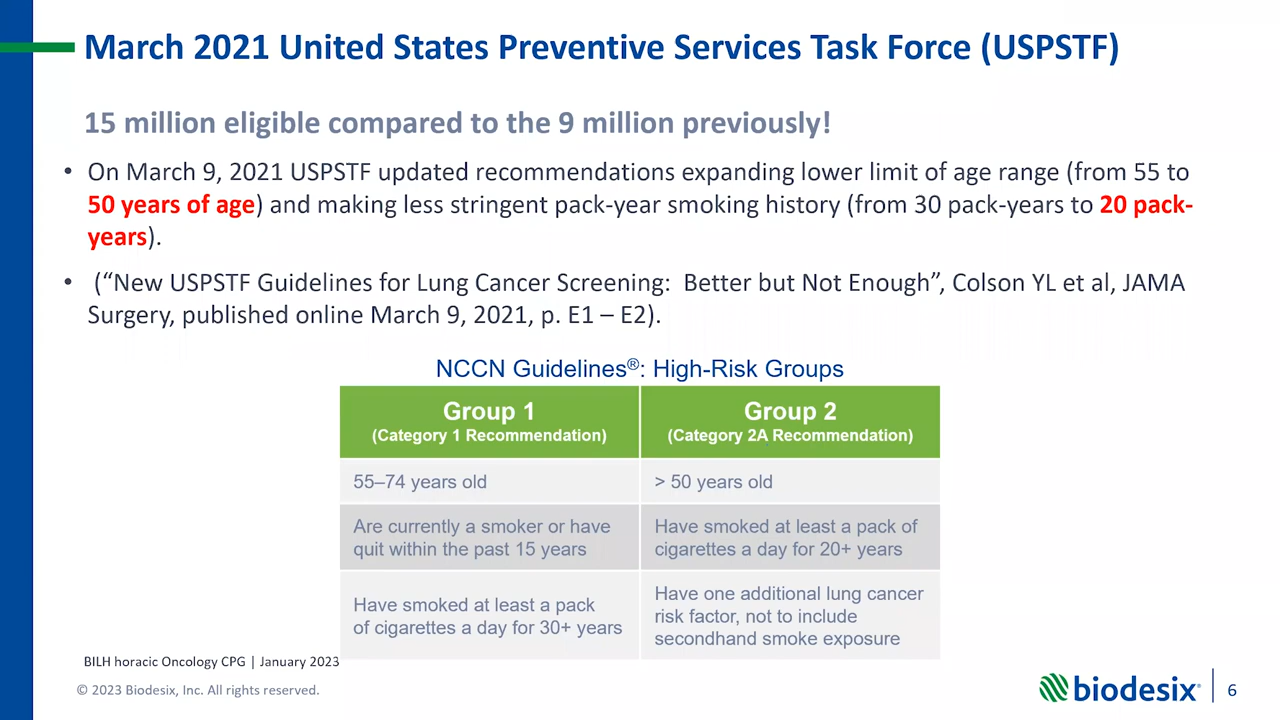 March 2021 United States Preventive Services Task Force (USPSTF)
15 million eligible compared to the 9 million previously!
• On March 9, 2021 USPSTF updated recommendations expanding lower limit of age range (from 55 to
50 years of age) and making less stringent pack-year smoking history (from 30 pack-years to 20 pack-
years).
• (“New USPSTF Guidelines for Lung Cancer Screening: Better but Not Enough”, Colson YL et al, JAMA
Surgery, published online March 9, 2021, p. E1 – E2).
NCCN Guidelines®: High-Risk Groups
Group 1
(Category 1 Recommendation)
Group 2
(Category 2A Recommendation)
55–74 years old
> 50 years old
Are currently a smoker or have
quit within the past 15 years
Have smoked at least a pack of
cigarettes a day for 20+ years
Have smoked at least a pack
of cigarettes a day for 30+ years
Have one additional lung cancer
risk factor, not to include
secondhand smoke exposure
BILH horacic Oncology CPG | January 2023
© 2023 Biodesix, Inc. All rights reserved.
biodesix®
6